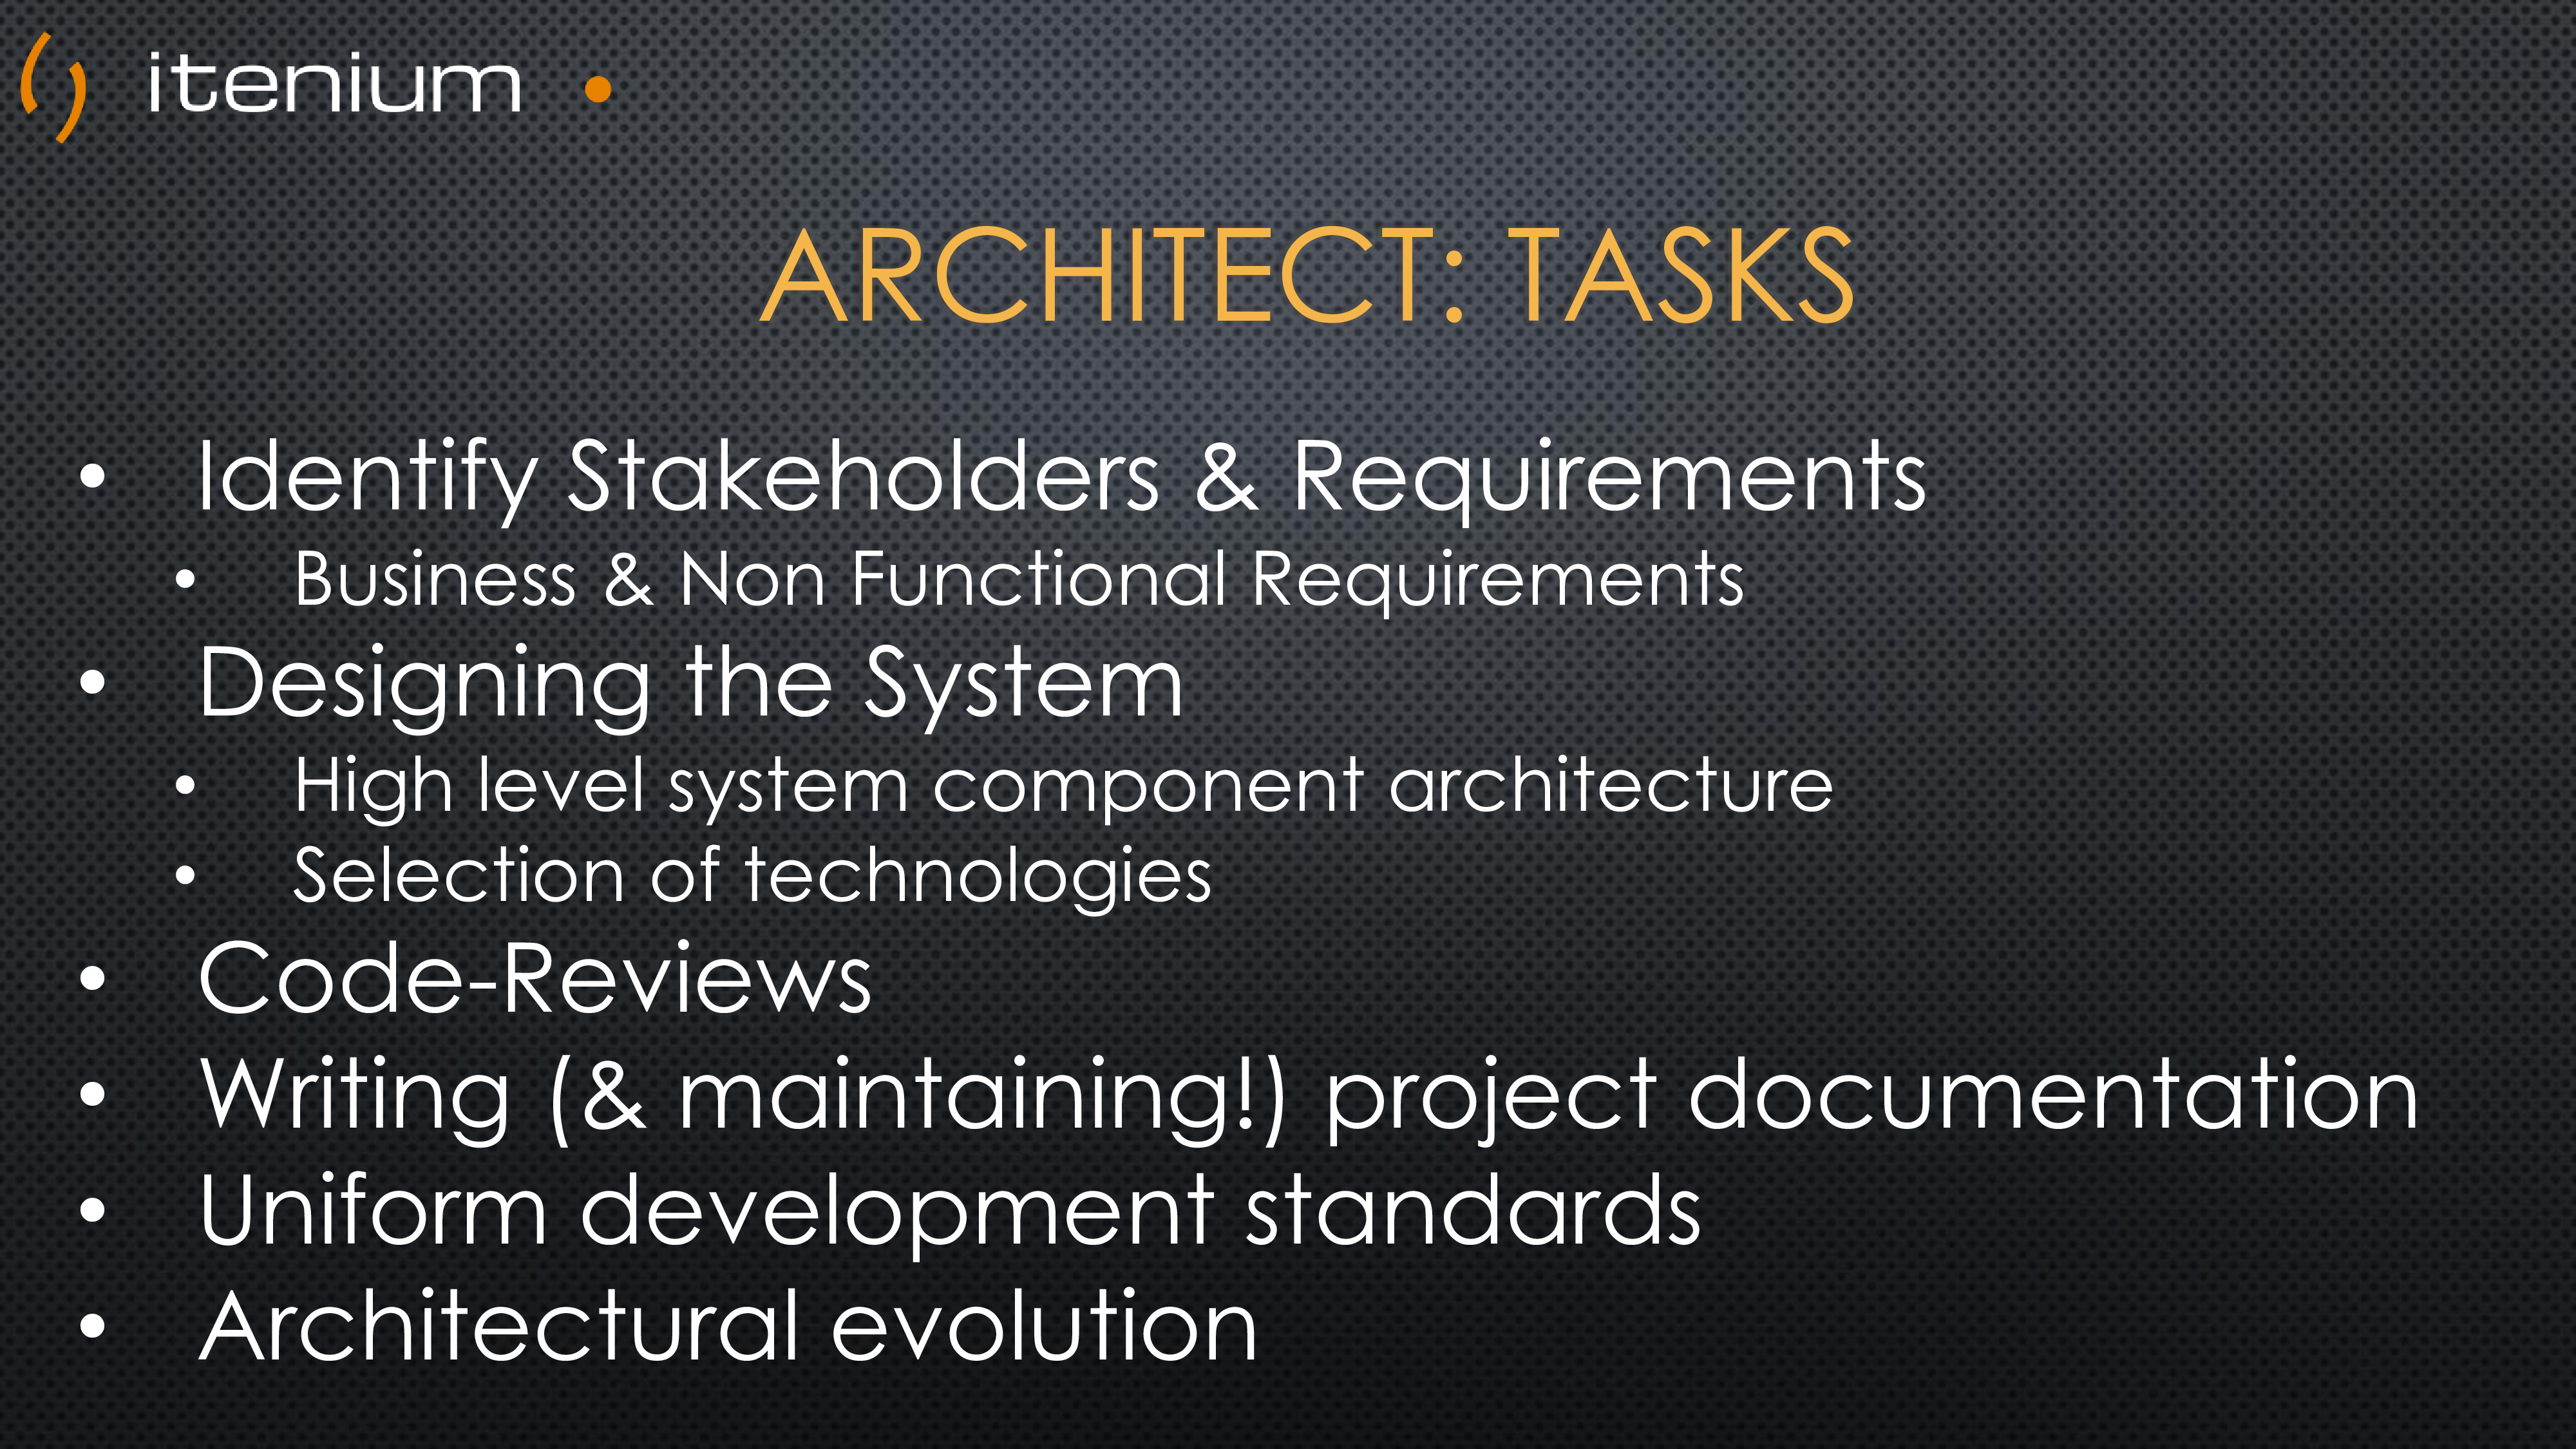 itenium
ARCHITECT: TASKS
• Identify Stakeholders & Requirements
• Business & Non Functional Requirements
• Designing the System
• High level system component architecture
• Selection of technologies
• Code-Reviews
• Writing (& maintaining!) project documentation
• Uniform development standards
• Architectural evolution